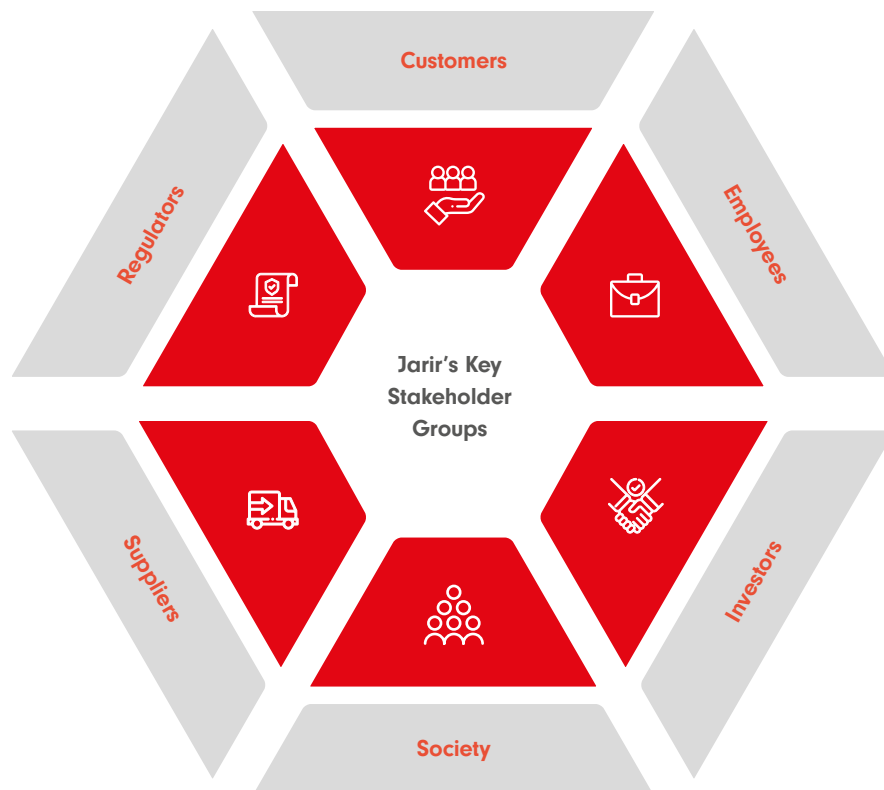 Customers
Regulators
Employees
Jarir's Key
Stakeholder
Groups
Suppliers
Investors
Society